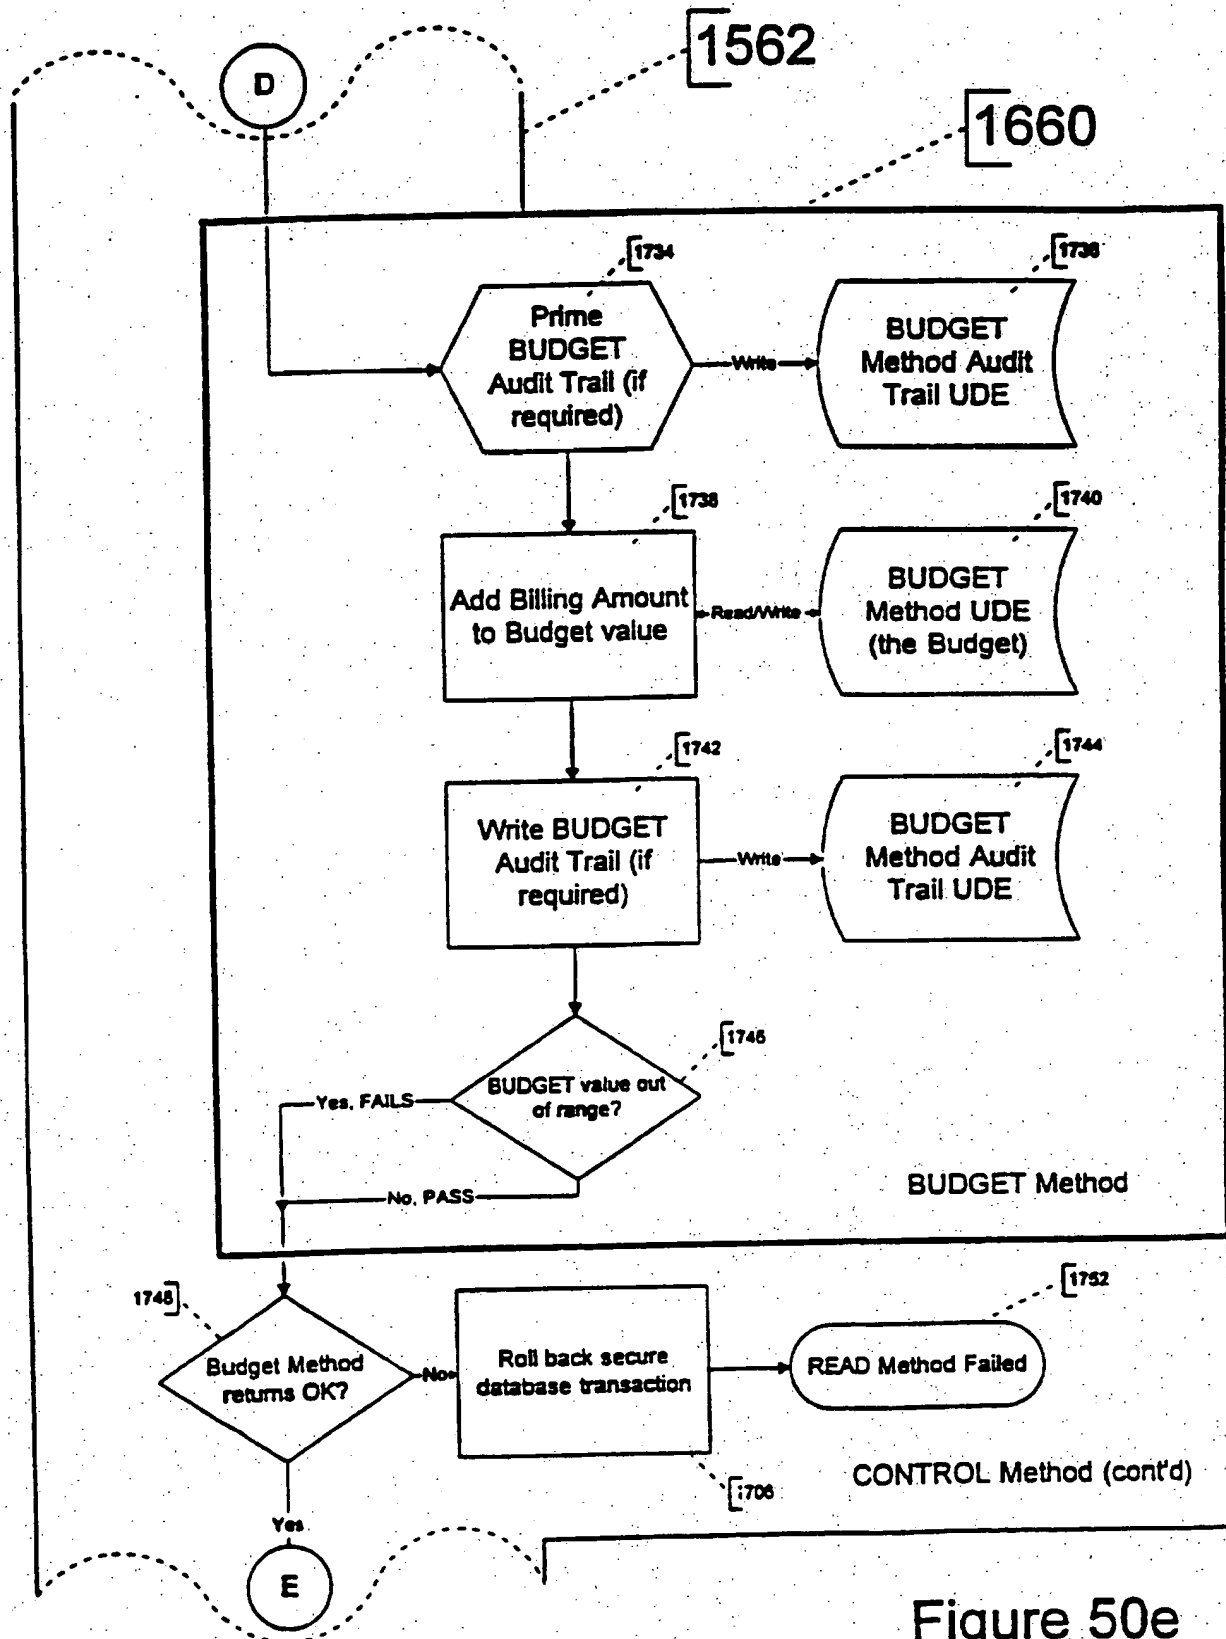 1562
D
1660
1734
1736
Prime
BUDGET
Audit Trail (if
required)
Write
BUDGET
Method Audit
Trail UDE
1738
1740
Add Billing Amount
to Budget value
Read/Write
BUDGET
Method UDE
(the Budget)
1742
1744
Write BUDGET
Audit Trail (if
required)
Write
BUDGET
Method Audit
Trail UDE
1746
BUDGET value out
of range?
Yes, FAILS
No, PASS
BUDGET Method
1748
1752
Budget Method
returns OK?
No
Roll back secure
database transaction
READ Method Failed
CONTROL Method (cont'd)
Yes
E
Figure 50e